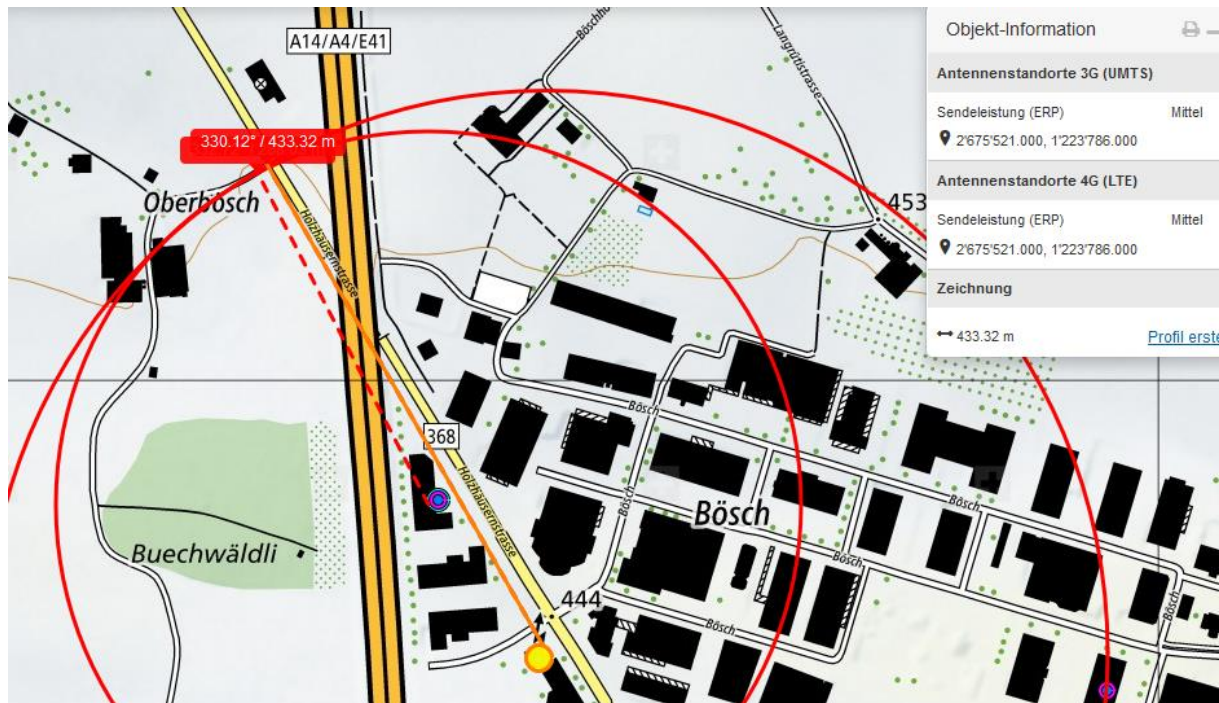 A14/A4/E41
Böschho
Langrütistrasse
330.12° / 433.32 m
Oberbösch
Holzhäusernstrasse
453
368
Bösch
Holzhäusernstrasse
Bösch
Bösch
Bösch
Bösch
Buechwäldli
444
Bösch
Bösch
Objekt-Information
Antennenstandorte 3G (UMTS)
Sendeleistung (ERP) Mittel
2'675'521.000, 1'223'786.000
Antennenstandorte 4G (LTE)
Sendeleistung (ERP) Mittel
2'675'521.000, 1'223'786.000
Zeichnung
433.32 m Profil erste